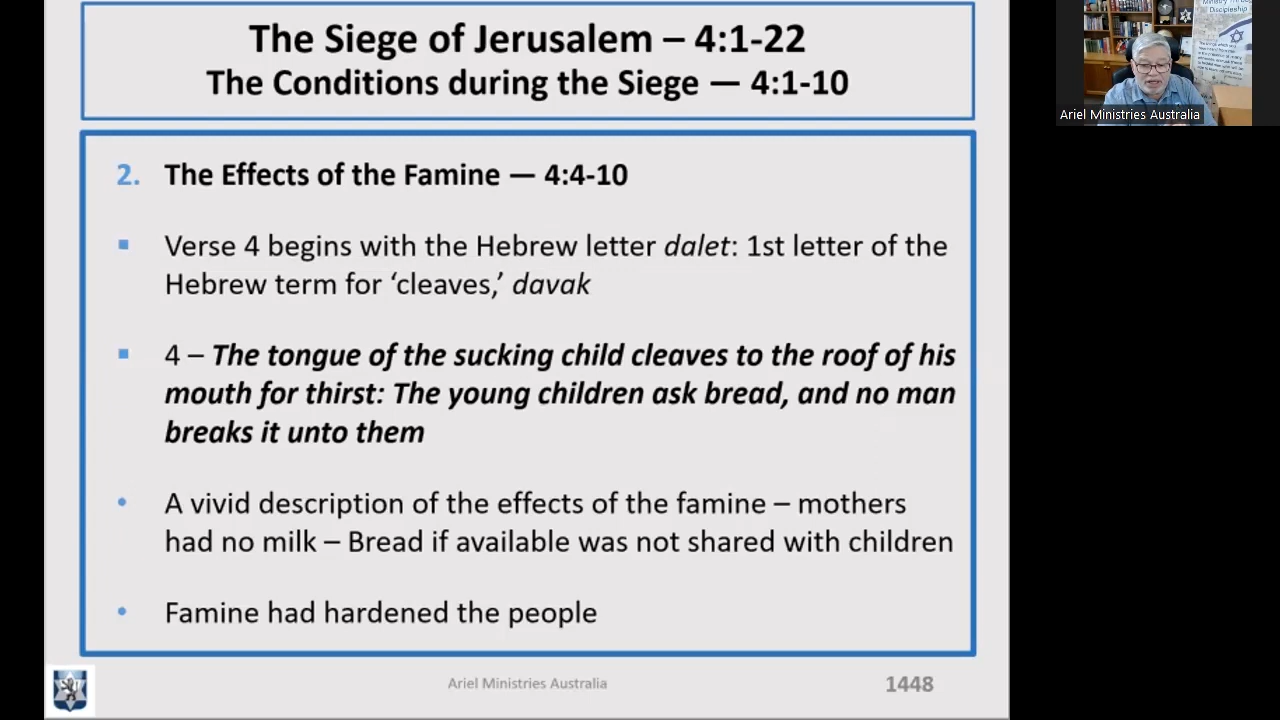 The Siege of Jerusalem – 4:1-22
The Conditions during the Siege — 4:1-10
2. The Effects of the Famine — 4:4-10
▪ Verse 4 begins with the Hebrew letter dalet: 1st letter of the
Hebrew term for ‘cleaves,’ davak
▪ 4 – The tongue of the sucking child cleaves to the roof of his
mouth for thirst: The young children ask bread, and no man
breaks it unto them
• A vivid description of the effects of the famine – mothers
had no milk – Bread if available was not shared with children
• Famine had hardened the people
Ariel Ministries Australia
1448
Ministry Through
Discipleship
Ariel Ministries Australia